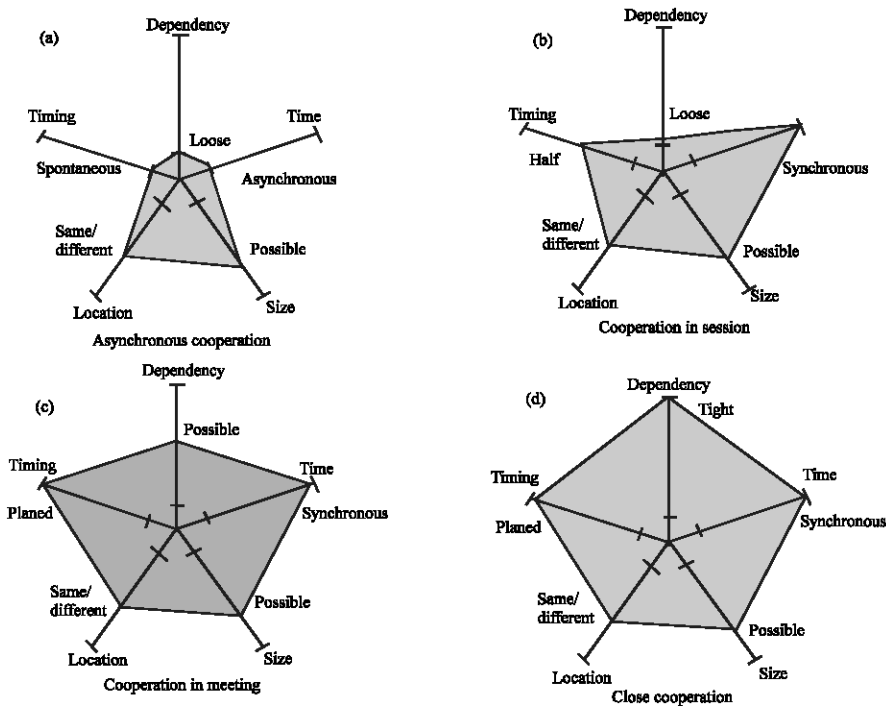 (a)
Dependency
Timing
Time
Loose
Spontaneous
Asynchronous
Same/
different
Possible
Location
Size
Asynchronous cooperation
(b)
Dependency
Timing
Loose
Half
Synchronous
Same/
different
Possible
Location
Size
Cooperation in session
(c)
Dependency
Possible
Timing
Time
Planed
Synchronous
Same/
different
Possible
Location
Size
Cooperation in meeting
(d)
Dependency
Tight
Timing
Time
Planed
Synchronous
Same/
different
Possible
Location
Size
Close cooperation